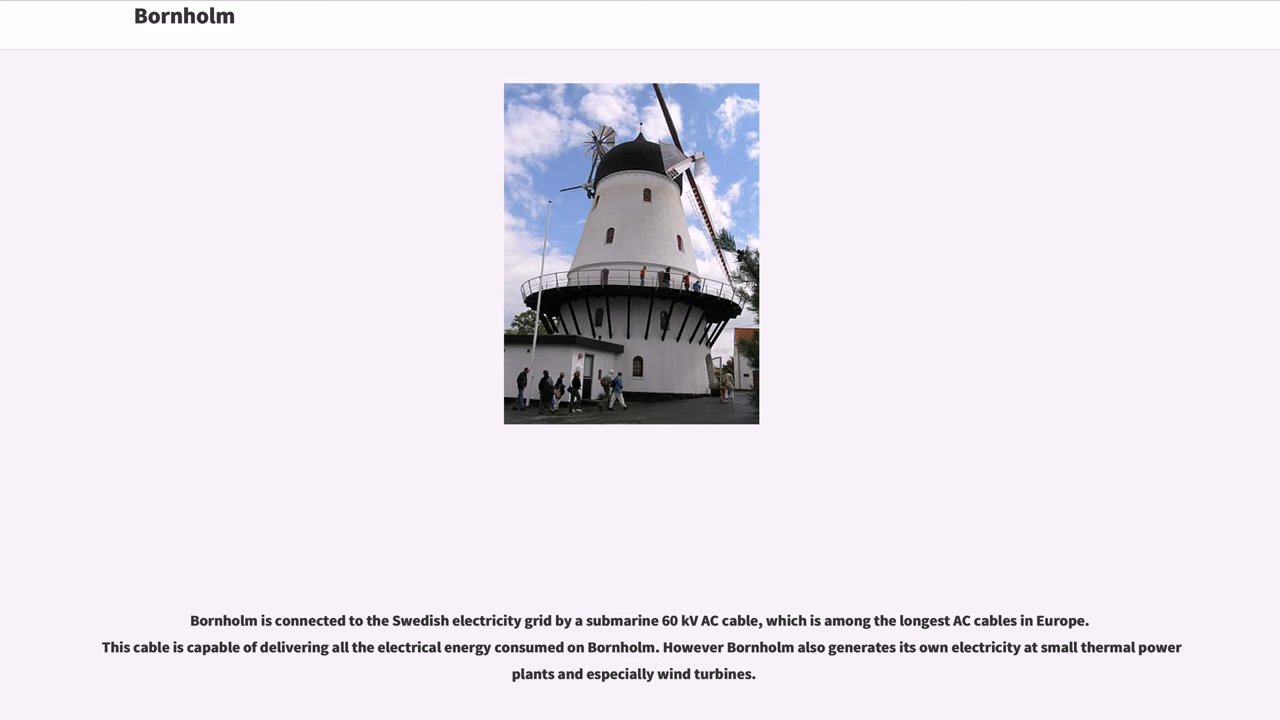 Bornholm
Bornholm is connected to the Swedish electricity grid by a submarine 60 kV AC cable, which is among the longest AC cables in Europe.
This cable is capable of delivering all the electrical energy consumed on Bornholm. However Bornholm also generates its own electricity at small thermal power
plants and especially wind turbines.